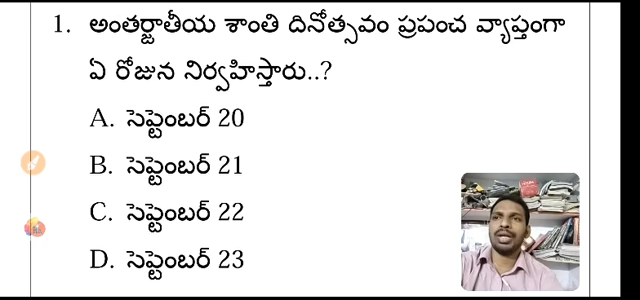 1. అంతర్జాతీయ శాంతి దినోత్సవం ప్రపంచ వ్యాప్తంగా
ఏ రోజున నిర్వహిస్తారు..?
A. సెప్టెంబర్ 20
B. సెప్టెంబర్ 21
C. సెప్టెంబర్ 22
D. సెప్టెంబర్ 23